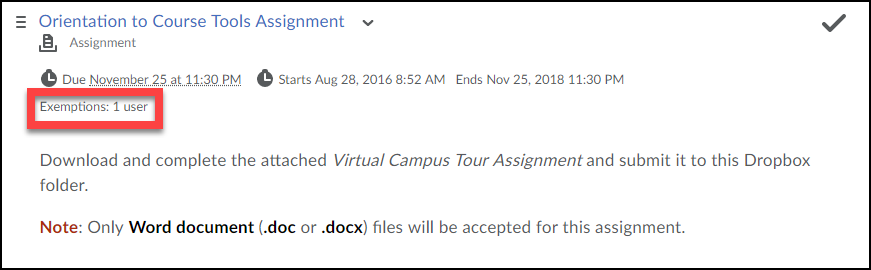 Orientation to Course Tools Assignment
Assignment
Due November 25 at 11:30 PM Starts Aug 28, 2016 8:52 AM Ends Nov 25, 2018 11:30 PM
Exemptions: 1 user
Download and complete the attached Virtual Campus Tour Assignment and submit it to this Dropbox
folder.
Note: Only Word document (.doc or .docx) files will be accepted for this assignment.